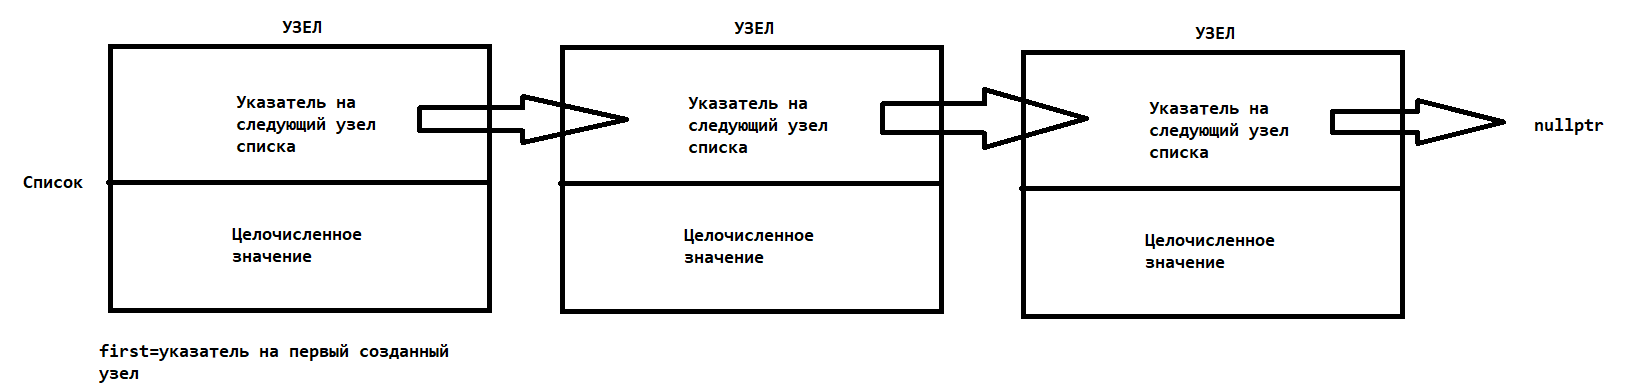 УЗЕЛ
УЗЕЛ
УЗЕЛ
Указатель на
следующий узел
списка
Указатель на
следующий узел
списка
Указатель на
следующий узел
списка
nullptr
Список
Целочисленное
значение
Целочисленное
значение
Целочисленное
значение
first=указатель на первый созданный
узел